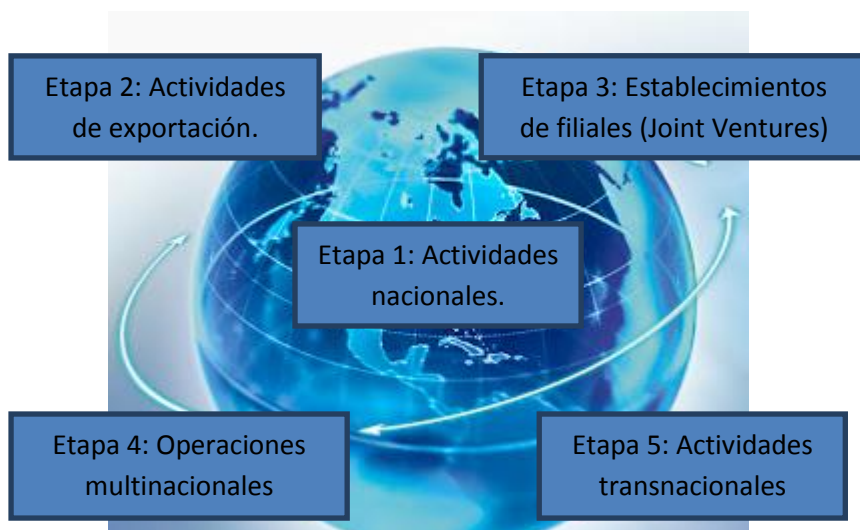 Etapa 2: Actividades
de exportación.
Etapa 3: Establecimientos
de filiales (Joint Ventures)
Etapa 1: Actividades
nacionales.
Etapa 4: Operaciones
multinacionales
Etapa 5: Actividades
transnacionales